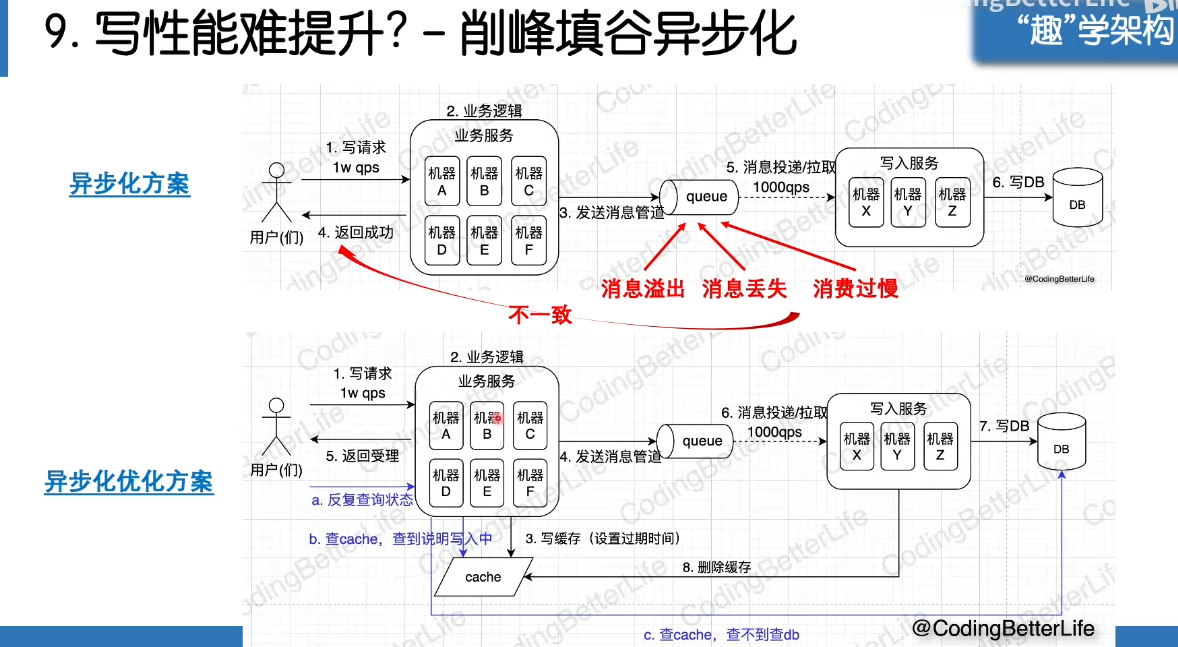 9. 写性能难提升？- 削峰填谷异步化
“趣”学架构
异步化方案
2. 业务逻辑
业务服务
1. 写请求
1w qps
机器
A
机器
B
机器
C
机器
D
机器
E
机器
F
4. 返回成功
用户(们)
3. 发送消息管道
queue
5. 消息投递/拉取
1000qps
写入服务
机器
X
机器
Y
机器
Z
6. 写DB
DB
消息溢出
消息丢失
消费过慢
不一致
@CodingBetterLife
异步化优化方案
2. 业务逻辑
业务服务
1. 写请求
1w qps
机器
A
机器
B
机器
C
机器
D
机器
E
机器
F
5. 返回受理
用户(们)
a. 反复查询状态
4. 发送消息管道
queue
6. 消息投递/拉取
1000qps
写入服务
机器
X
机器
Y
机器
Z
7. 写DB
DB
b. 查cache，查到说明写入中
3. 写缓存（设置过期时间）
cache
8. 删除缓存
c. 查cache，查不到查db
@CodingBetterLife